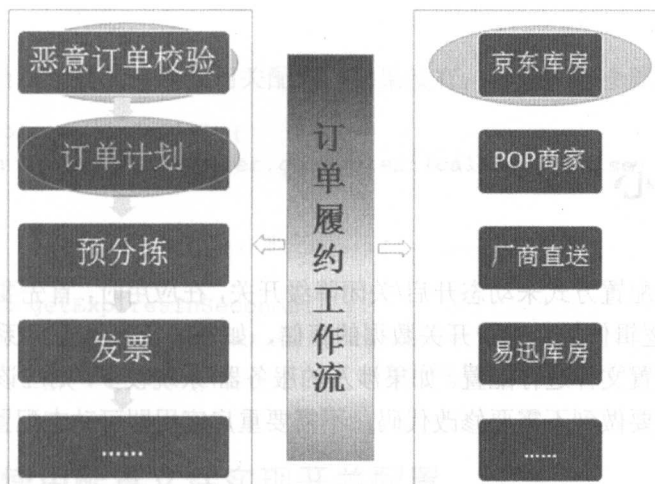 恶意订单校验
订单计划
预分拣
发票
......
订单履约工作流
京东库房
POP商家
厂商直送
易迅库房
......